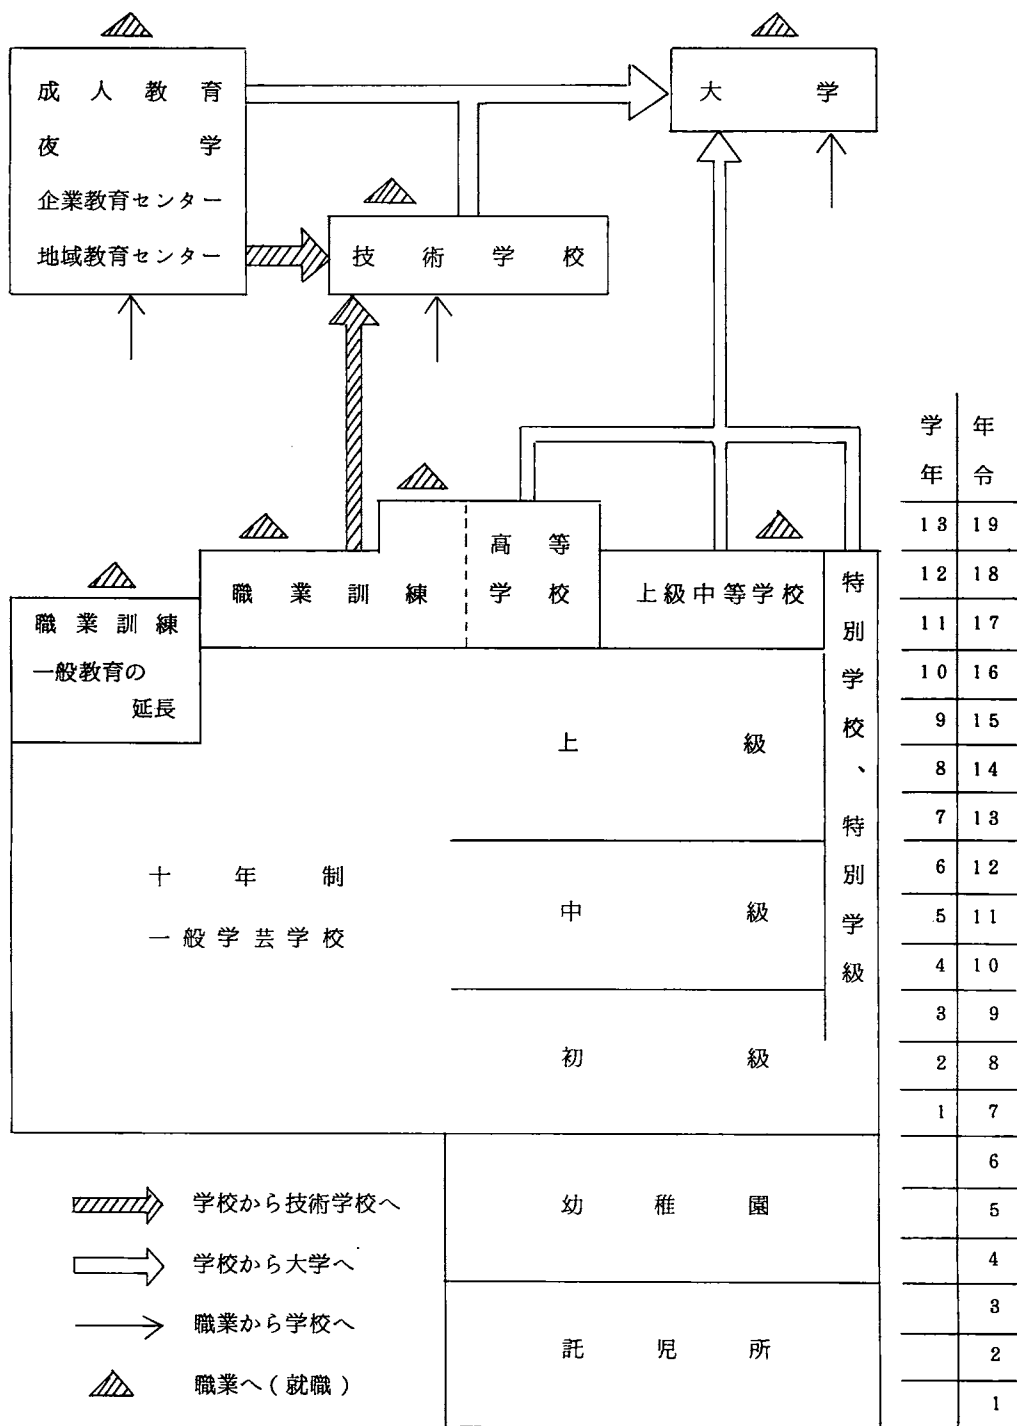 成人教育
夜学
企業教育センター
地域教育センター
大学
技術学校
高等
学校
職業訓練
上級中等学校
職業訓練
一般教育の
延長
特別学校、特別学級
上級
中級
初級
十年制
一般学芸学校
幼稚園
託児所
学年 年令
13 19
12 18
11 17
10 16
9 15
8 14
7 13
6 12
5 11
4 10
3 9
2 8
1 7
6
5
4
3
2
1
学校から技術学校へ
学校から大学へ
職業から学校へ
職業へ(就職)